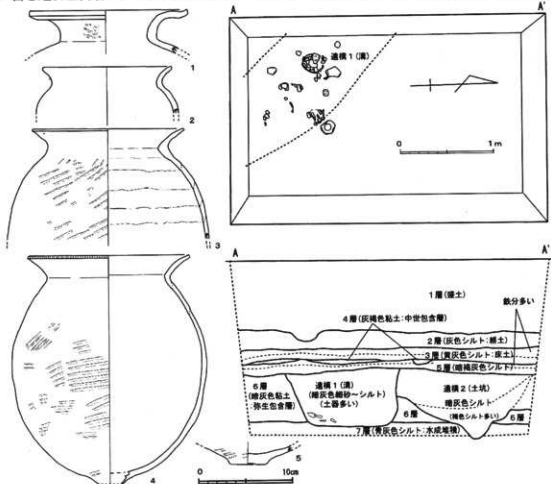 1
2
3
4
5
0 10cm
A A'
遺構1(溝)
0 1m
A A'
1層(盛土)
4層(灰褐色粘土:中世包含層)
鉄分多い
2層(灰色シルト:耕土)
3層(黄灰色シルト:床土)
5層(暗褐灰色シルト)
6層
(暗灰色粘土
:弥生包含層)
遺構1(溝)
(暗灰色細砂〜シルト)
(土器多い)
遺構2(土坑)
暗灰色シルト
(褐色シルト多い)
6層
6層
7層(青灰色シルト:水成堆積)